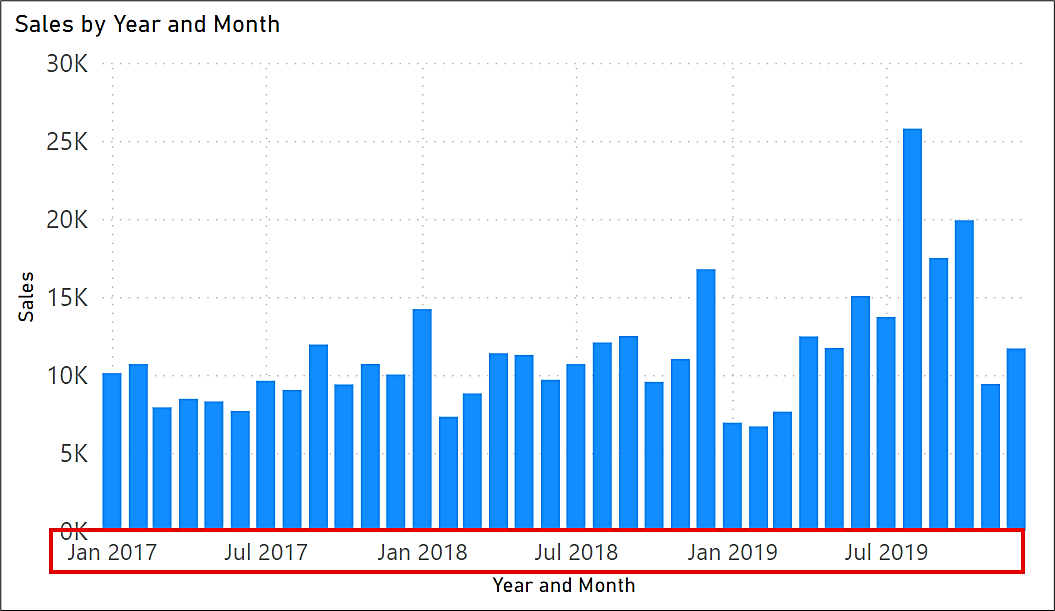 Sales by Year and Month
30K
25K
20K
15K
10K
5K
0K
Sales
Jan 2017 Jul 2017 Jan 2018 Jul 2018 Jan 2019 Jul 2019
Year and Month